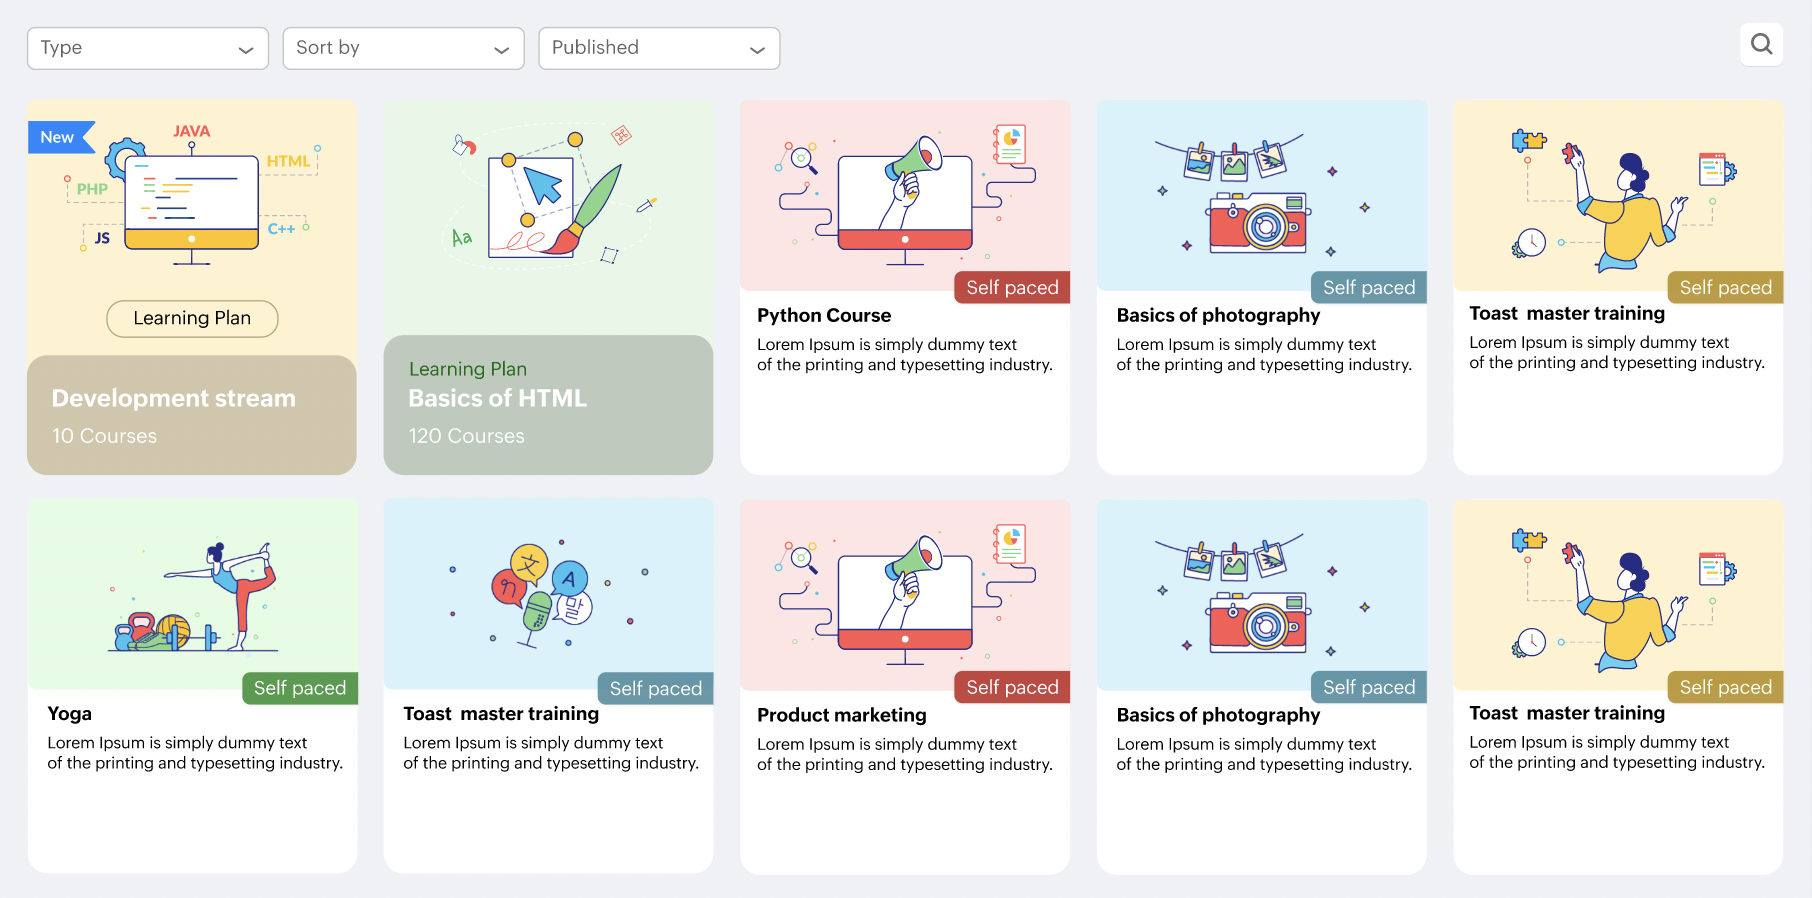 Type
Sort by
Published
New
JAVA
HTML
PHP
JS
C++
Learning Plan
Development stream
10 Courses
Aa
Learning Plan
Basics of HTML
120 Courses
Self paced
Python Course
Lorem Ipsum is simply dummy text
of the printing and typesetting industry.
Self paced
Basics of photography
Lorem Ipsum is simply dummy text
of the printing and typesetting industry.
Self paced
Toast master training
Lorem Ipsum is simply dummy text
of the printing and typesetting industry.
Self paced
Yoga
Lorem Ipsum is simply dummy text
of the printing and typesetting industry.
文
A
Self paced
Toast master training
Lorem Ipsum is simply dummy text
of the printing and typesetting industry.
Self paced
Product marketing
Lorem Ipsum is simply dummy text
of the printing and typesetting industry.
Self paced
Basics of photography
Lorem Ipsum is simply dummy text
of the printing and typesetting industry.
Self paced
Toast master training
Lorem Ipsum is simply dummy text
of the printing and typesetting industry.